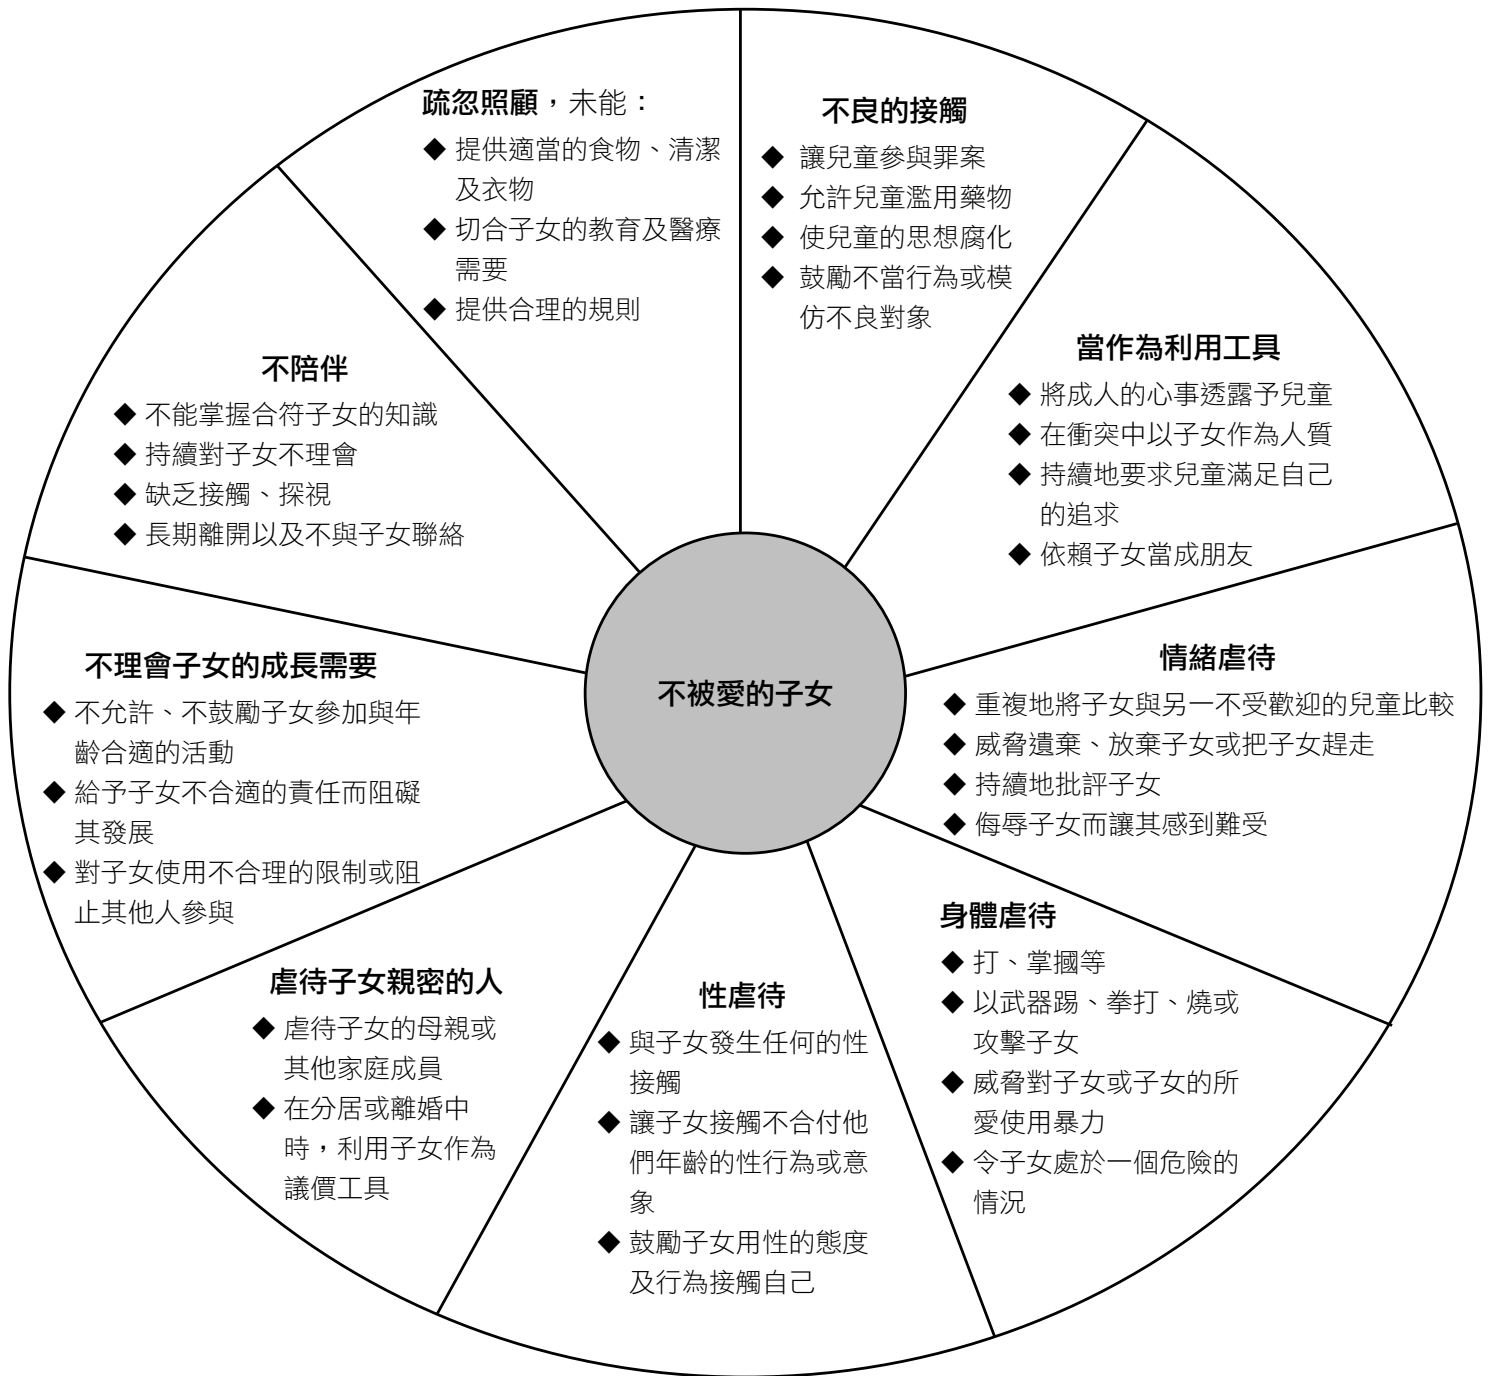 疏忽照顧，未能：
◆ 提供適當的食物、清潔
及衣物
◆ 切合子女的教育及醫療
需要
◆ 提供合理的規則
不良的接觸
◆ 讓兒童參與罪案
◆ 允許兒童濫用藥物
◆ 使兒童的思想腐化
◆ 鼓勵不當行為或模
仿不良對象
當作為利用工具
◆ 將成人的心事透露予兒童
◆ 在衝突中以子女作為人質
◆ 持續地要求兒童滿足自己
的追求
◆ 依賴子女當成朋友
情緒虐待
◆ 重複地將子女與另一不受歡迎的兒童比較
◆ 威脅遺棄、放棄子女或把子女趕走
◆ 持續地批評子女
◆ 侮辱子女而讓其感到難受
身體虐待
◆ 打、掌摑等
◆ 以武器踢、拳打、燒或
攻擊子女
◆ 威脅對子女或子女的所
愛使用暴力
◆ 令子女處於一個危險的
情況
性虐待
◆ 與子女發生任何的性
接觸
◆ 讓子女接觸不合付他
們年齡的性行為或意
象
◆ 鼓勵子女用性的態度
及行為接觸自己
虐待子女親密的人
◆ 虐待子女的母親或
其他家庭成員
◆ 在分居或離婚中
時，利用子女作為
議價工具
不理會子女的成長需要
◆ 不允許、不鼓勵子女參加與年
齡合適的活動
◆ 給予子女不合適的責任而阻礙
其發展
◆ 對子女使用不合理的限制或阻
止其他人參與
不陪伴
◆ 不能掌握合符子女的知識
◆ 持續對子女不理會
◆ 缺乏接觸、探視
◆ 長期離開以及不與子女聯絡
不被愛的子女